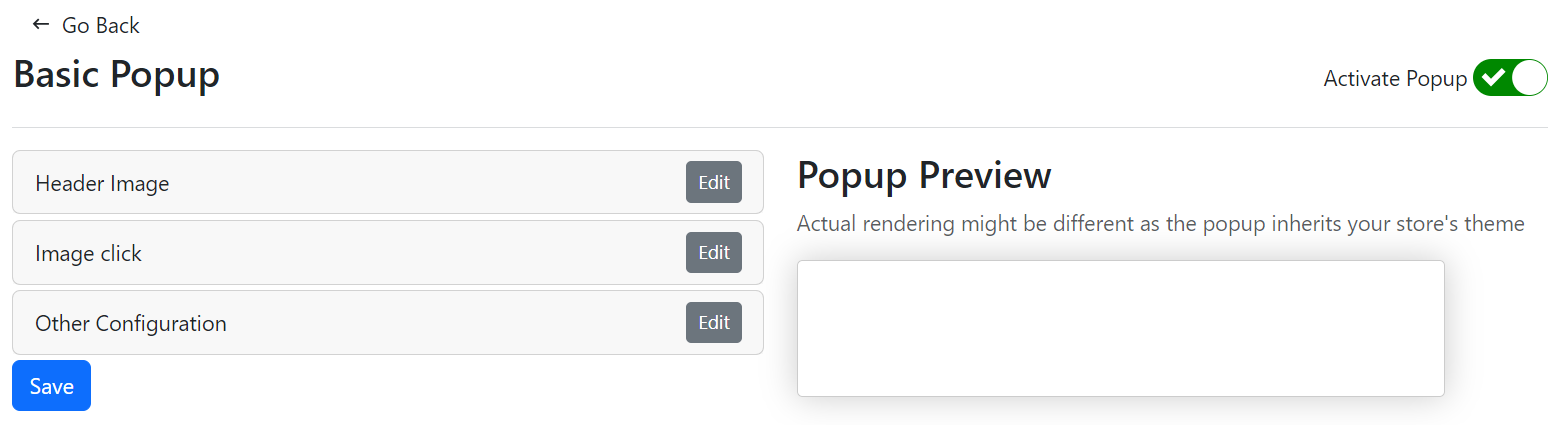 ← Go Back
Basic Popup
Activate Popup
Header Image
Edit
Image click
Edit
Other Configuration
Edit
Save
Popup Preview
Actual rendering might be different as the popup inherits your store's theme